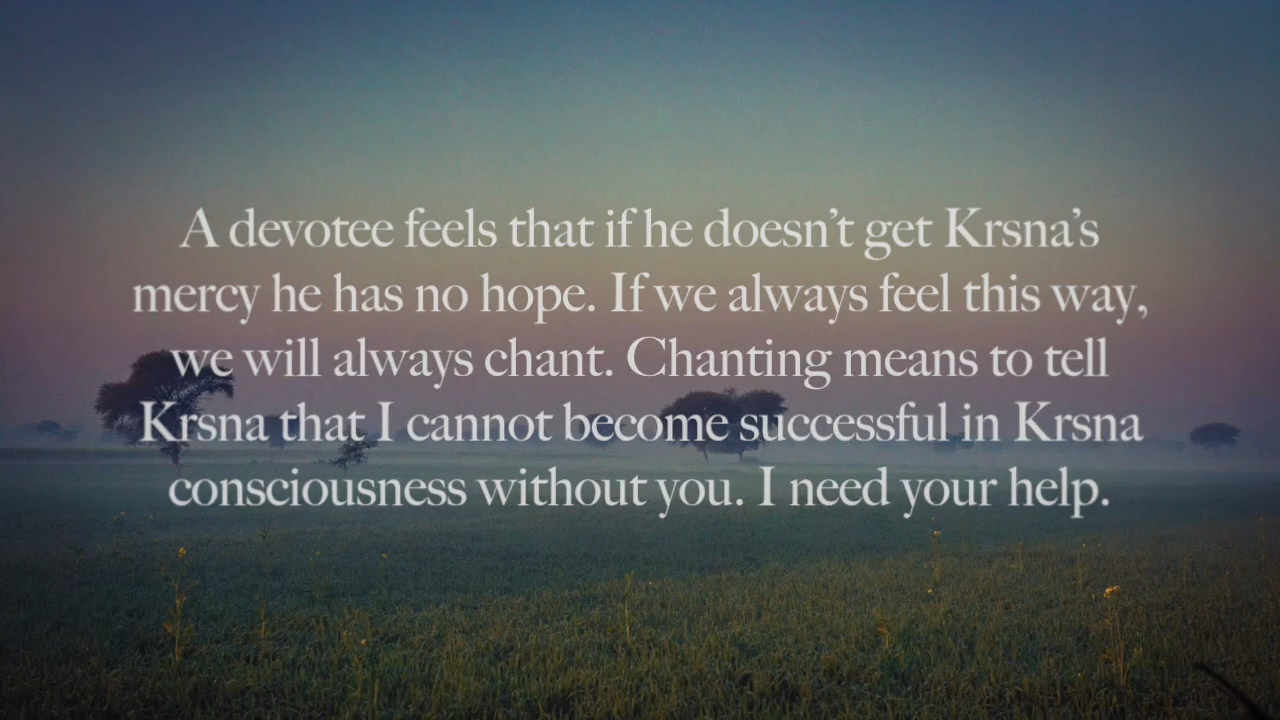 A devotee feels that if he doesn't get Krsna's
mercy he has no hope. If we always feel this way,
we will always chant. Chanting means to tell
Krsna that I cannot become successful in Krsna
consciousness without you. I need your help.